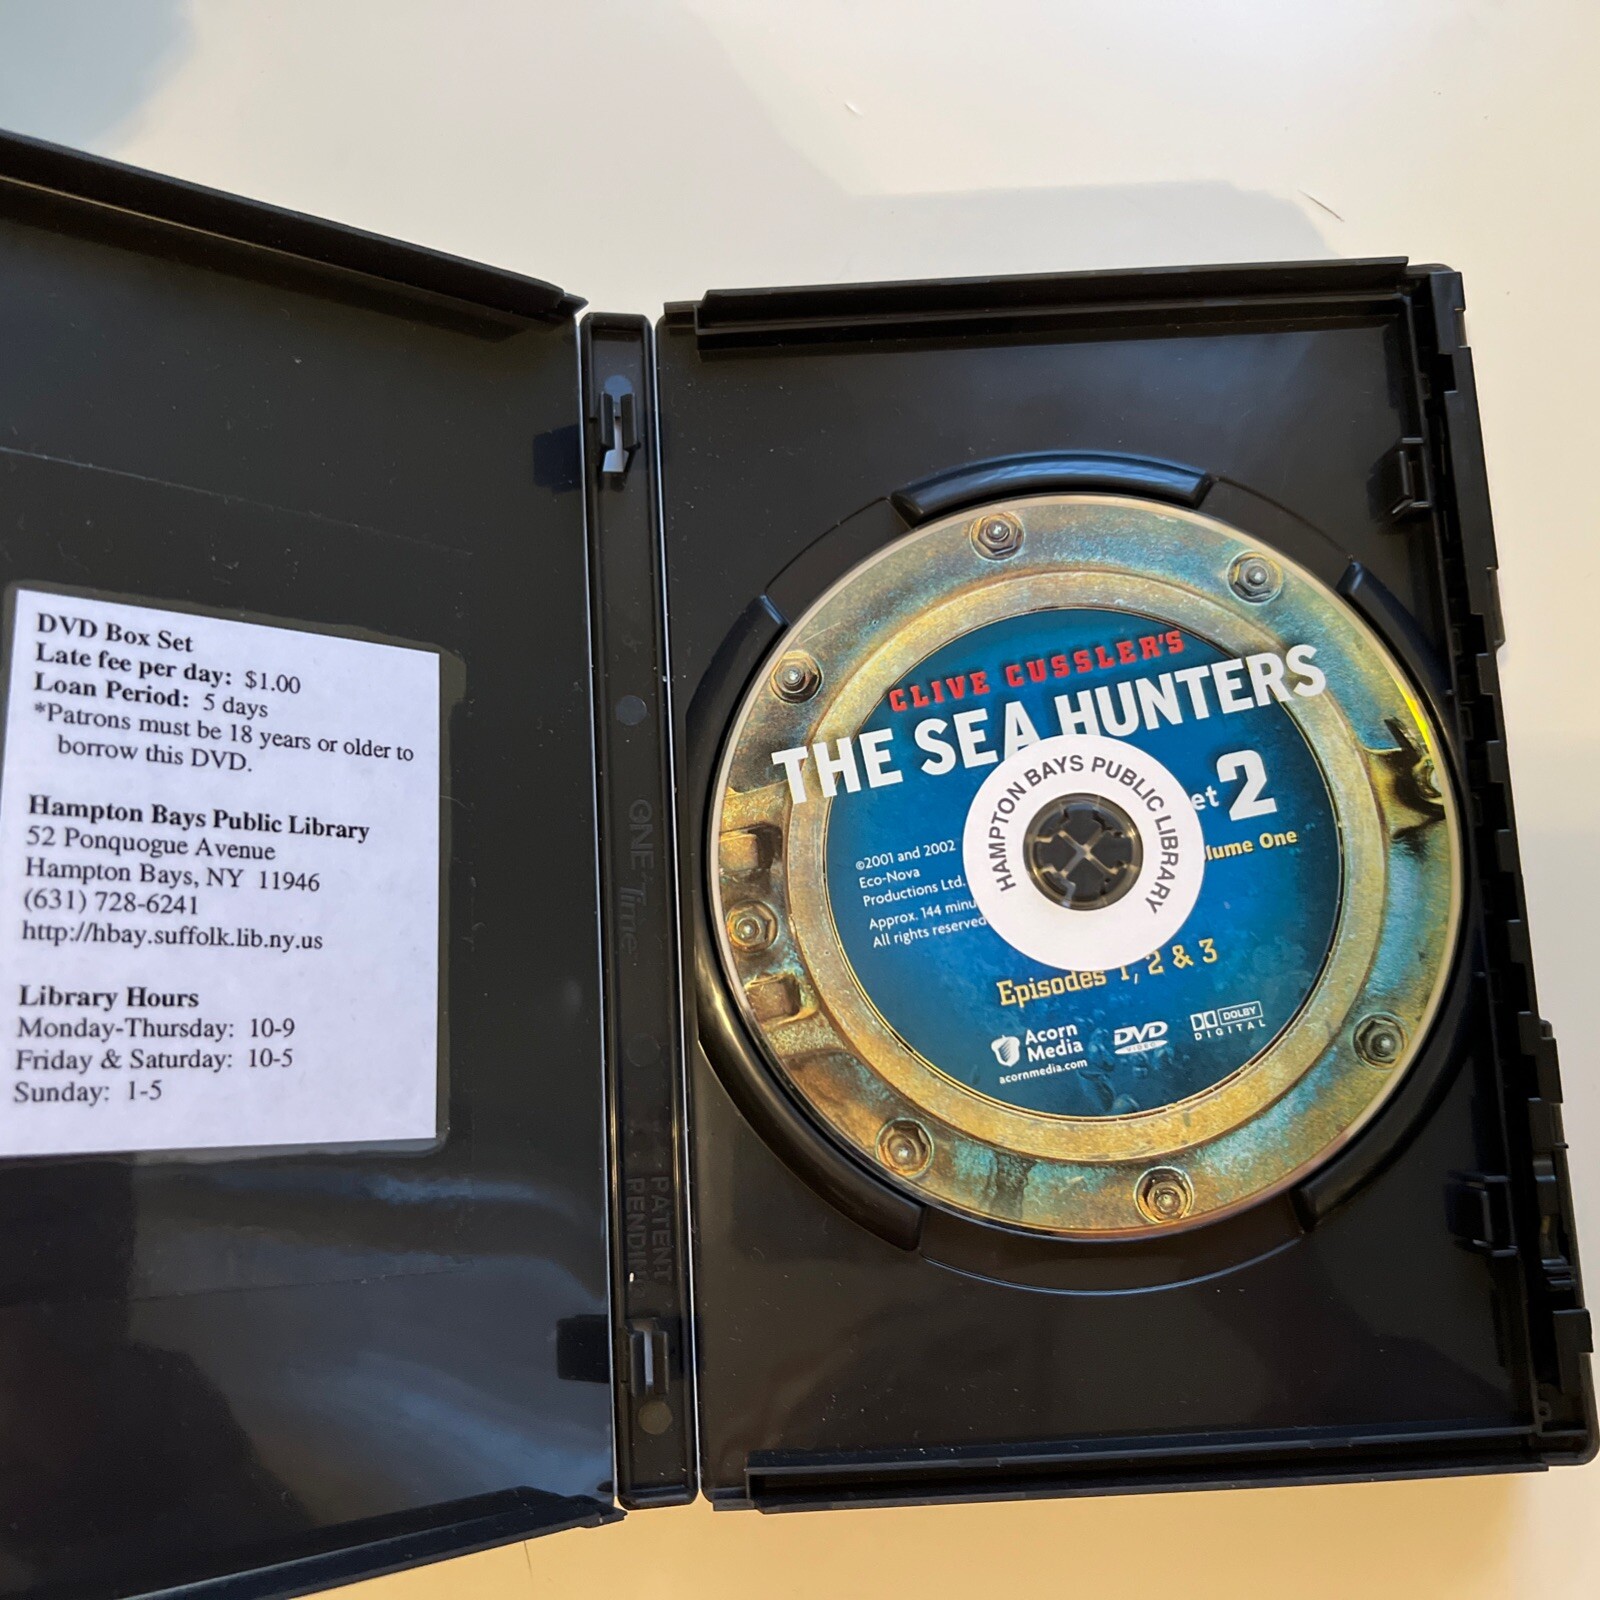 DVD Box Set
Late fee per day: $1.00
Loan Period: 5 days
*Patrons must be 18 years or older to
borrow this DVD.
Hampton Bays Public Library
52 Ponquogue Avenue
Hampton Bays, NY 11946
(631) 728-6241
http://hbay.suffolk.lib.ny.us
Library Hours
Monday-Thursday: 10-9
Friday & Saturday: 10-5
Sunday: 1-5
ONE Time
PATENT
PENDING
CLIVE CUSSLER'S
THE SEA HUNTERS
et 2
lume One
HAMPTON BAYS PUBLIC LIBRARY
©2001 and 2002
Eco-Nova
Productions Ltd.
Approx. 144 minu
All rights reserved
Episodes 1, 2 & 3
Acorn
Media
acornmedia.com
DVD
VIDEO
DOLBY
DIGITAL